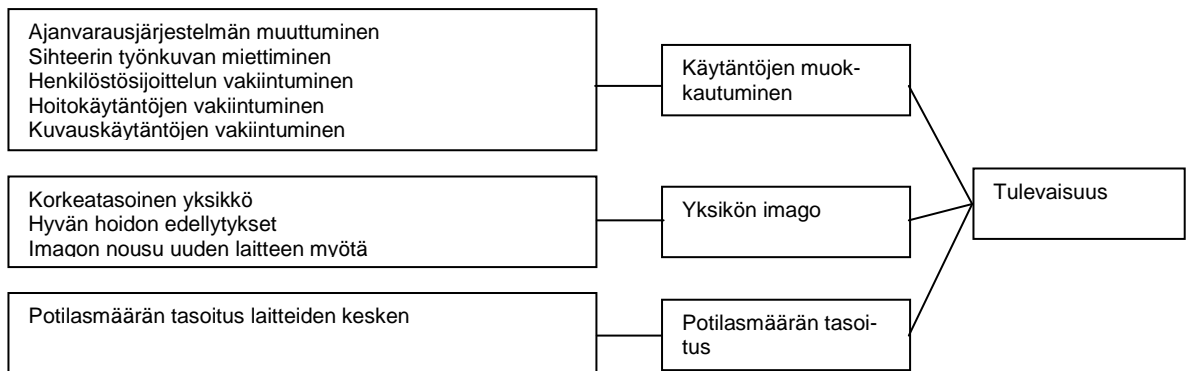 Ajanvarausjärjestelmän muuttuminen
Sihteerin työnkuvan miettiminen
Henkilöstösijoittelun vakiintuminen
Hoitokäytäntöjen vakiintuminen
Kuvauskäytäntöjen vakiintuminen
Käytäntöjen muok-
kautuminen
Korkeatasoinen yksikkö
Hyvän hoidon edellytykset
Imagon nousu uuden laitteen myötä
Yksikön imago
Tulevaisuus
Potilasmäärän tasoitus laitteiden kesken
Potilasmäärän tasoi-
tus